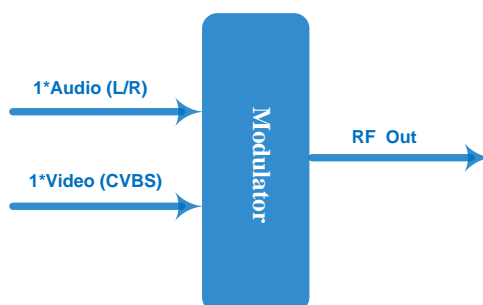 1*Audio (L/R)
1*Video (CVBS)
Modulator
RF Out